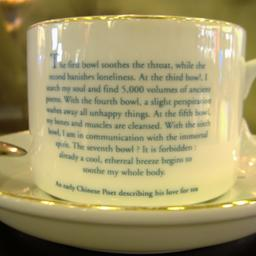 The first bowl soothes the throat, while the
second banishes loneliness. At the third bowl, I
search my soul and find 5,000 volumes of ancient
poems. With the fourth bowl, a slight perspiration
washes away all unhappy things. At the fifth bowl,
my bones and muscles are cleansed. With the sixth
bowl, I am in communication with the immortal
spirit. The seventh bowl? It is forbidden:
already a cool, ethereal breeze begins to
soothe my whole body.
An early Chinese Poet describing his love for tea